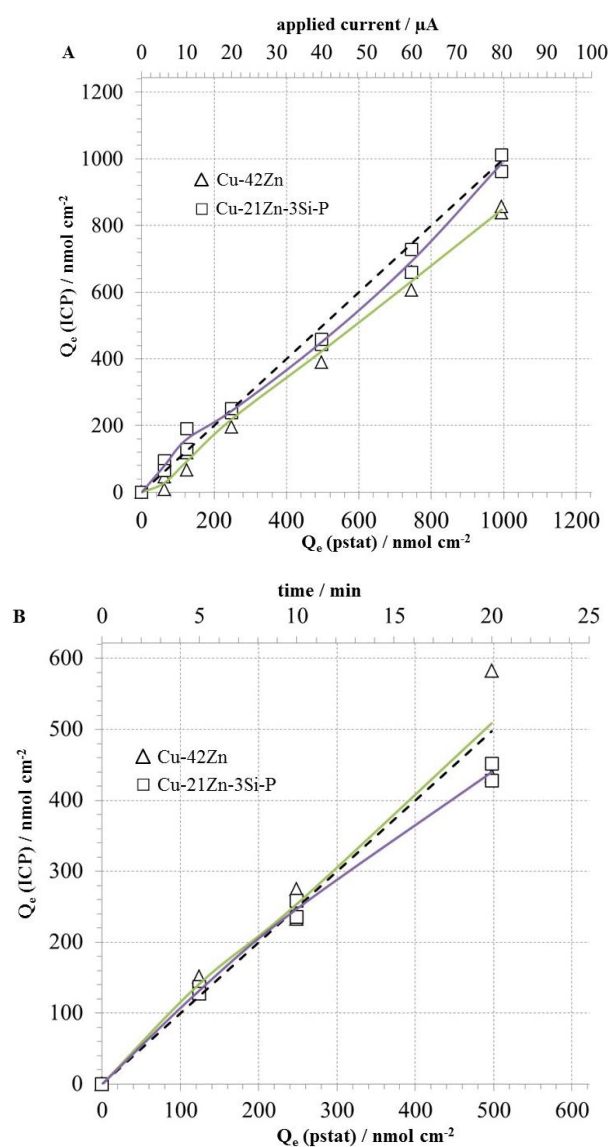 applied current / μA
A
0 10 20 30 40 50 60 70 80 90 100
1200
1000
800
600
400
200
0
Qe (ICP) / nmol cm-2
Cu-42Zn
Cu-21Zn-3Si-P
0 200 400 600 800 1000 1200
Qe (pstat) / nmol cm-2
time / min
B
0 5 10 15 20 25
600
500
400
300
200
100
0
Qe (ICP) / nmol cm-2
Cu-42Zn
Cu-21Zn-3Si-P
0 100 200 300 400 500 600
Qe (pstat) / nmol cm-2